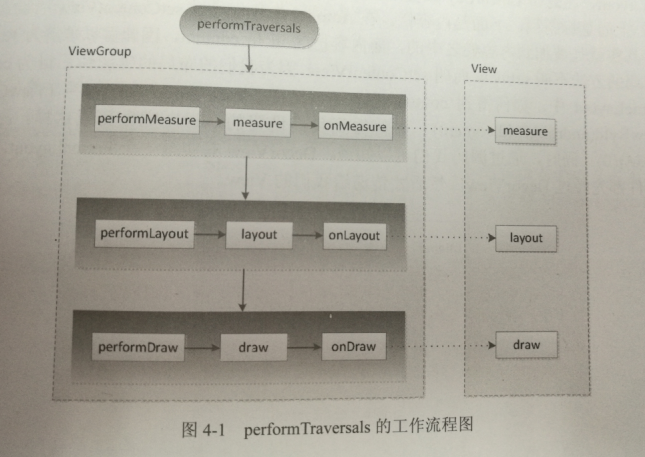 performTraversals
ViewGroup
View
performMeasure measure onMeasure measure
performLayout layout onLayout layout
performDraw draw onDraw draw
图 4-1 performTraversals 的工作流程图